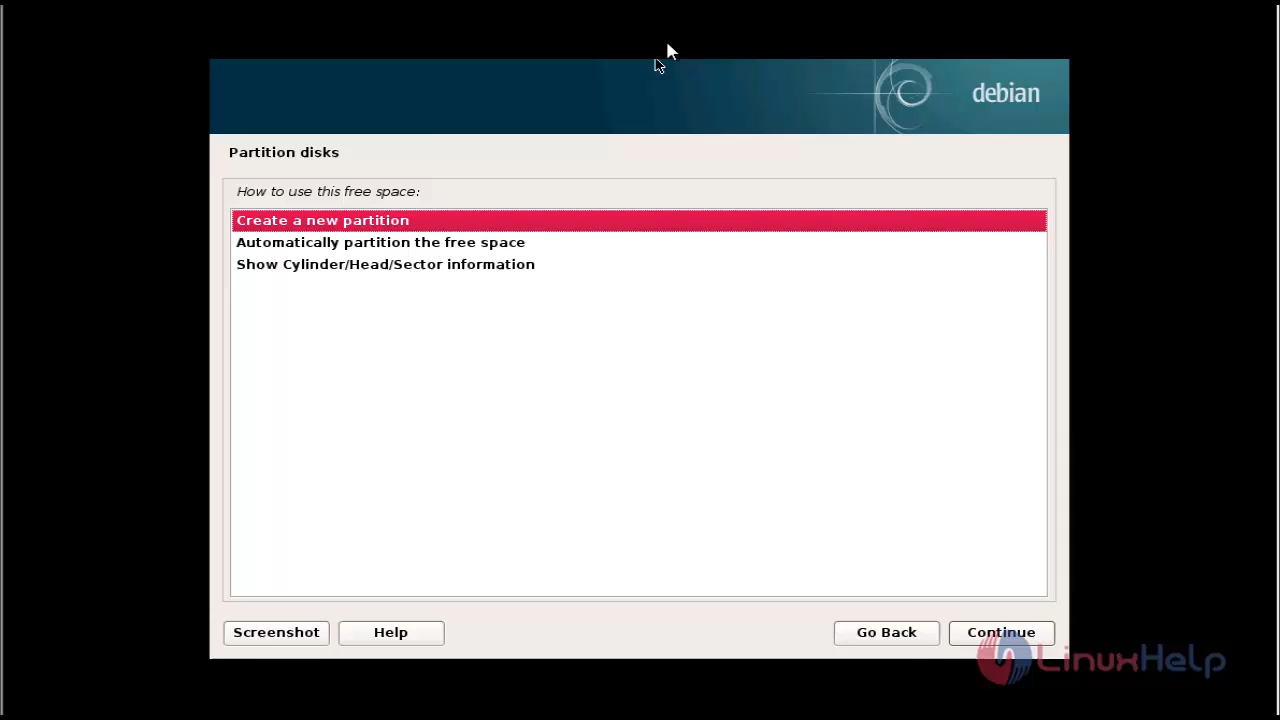 debian
Partition disks
How to use this free space:
Create a new partition
Automatically partition the free space
Show Cylinder/Head/Sector information
Screenshot Help Go Back Continue
LinuxHelp